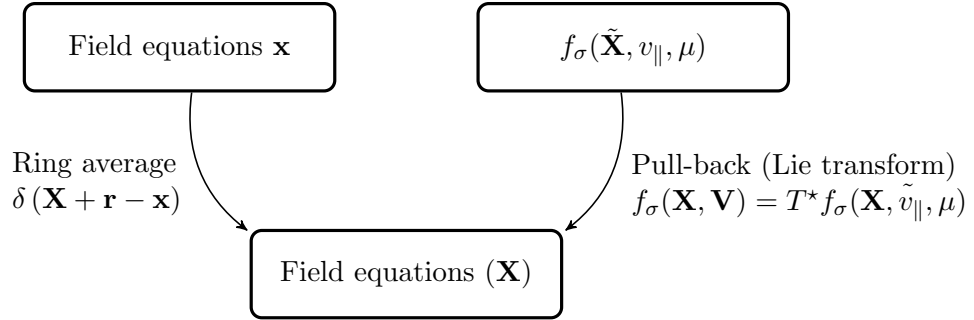 Field equations x
f_σ(X̃, v_∥, μ)
Ring average
δ (X + r − x)
Pull-back (Lie transform)
f_σ(X, V) = T^⋆ f_σ(X, ṽ_∥, μ)
Field equations (X)